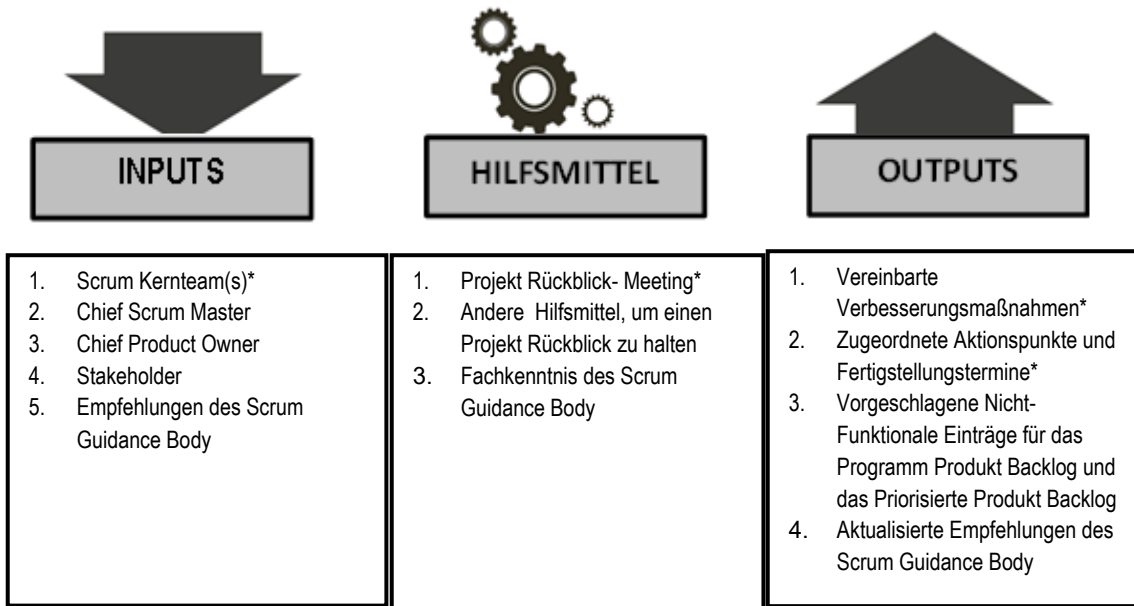 INPUTS
1. Scrum Kernteam(s)*
2. Chief Scrum Master
3. Chief Product Owner
4. Stakeholder
5. Empfehlungen des Scrum
Guidance Body
HILFSMITTEL
1. Projekt Rückblick- Meeting*
2. Andere Hilfsmittel, um einen
Projekt Rückblick zu halten
3. Fachkenntnis des Scrum
Guidance Body
OUTPUTS
1. Vereinbarte
Verbesserungsmaßnahmen*
2. Zugeordnete Aktionspunkte und
Fertigstellungstermine*
3. Vorgeschlagene Nicht-
Funktionale Einträge für das
Programm Produkt Backlog und
das Priorisierte Produkt Backlog
4. Aktualisierte Empfehlungen des
Scrum Guidance Body